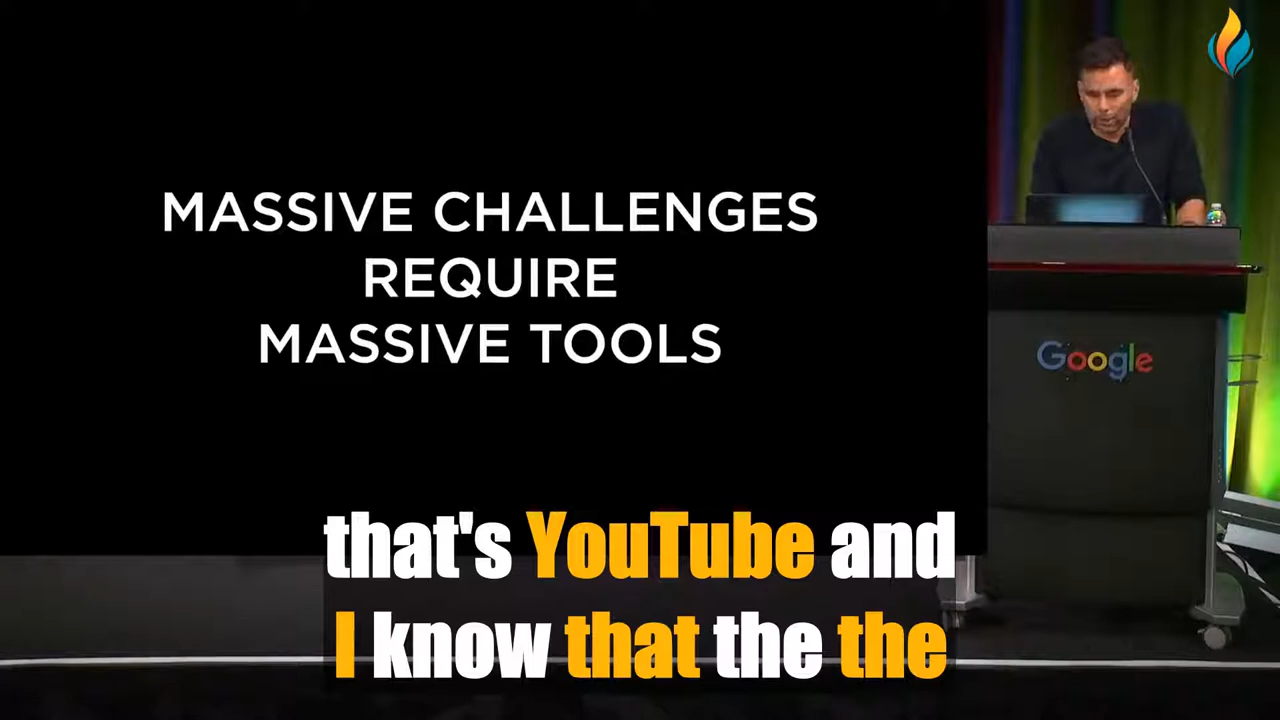 MASSIVE CHALLENGES
REQUIRE
MASSIVE TOOLS
Google
that's YouTube and
I know that the the